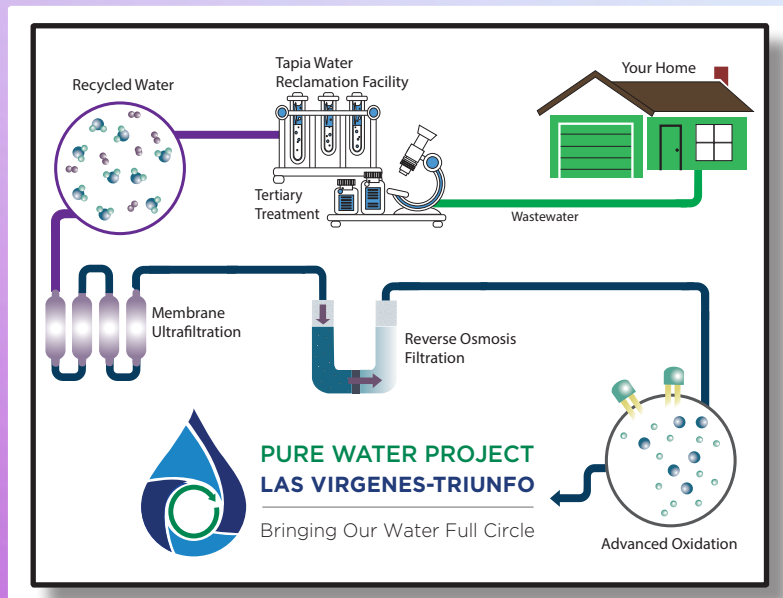 Your Home
Wastewater
Tapia Water
Reclamation Facility
Tertiary
Treatment
Recycled Water
Membrane
Ultrafiltration
Reverse Osmosis
Filtration
Advanced Oxidation
PURE WATER PROJECT
LAS VIRGENES-TRIUNFO
Bringing Our Water Full Circle